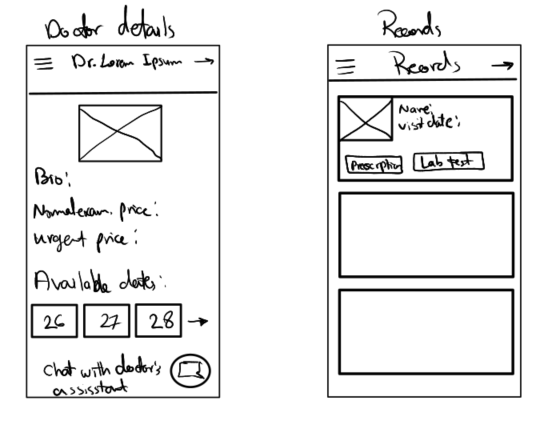 Doctor details
Dr. Loram Ipsum
Bio:
Normal exam. price:
Urgent price:
Available dates:
26 27 28
Chat with doctor's
assisstant
Records
Records
Name:
Visit date:
Prescription Lab test